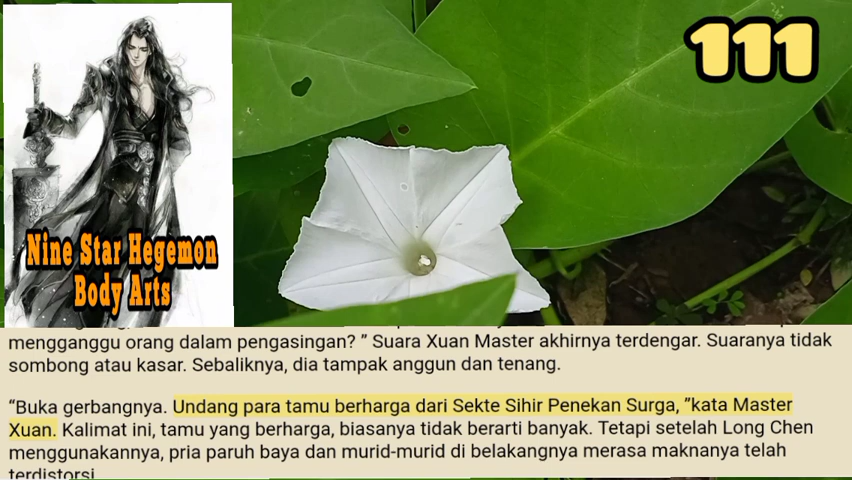 111
Nine Star Hegemon
Body Arts
mengganggu orang dalam pengasingan? ” Suara Xuan Master akhirnya terdengar. Suaranya tidak
sombong atau kasar. Sebaliknya, dia tampak anggun dan tenang.
“Buka gerbangnya. Undang para tamu berharga dari Sekte Sihir Penekan Surga, ”kata Master
Xuan. Kalimat ini, tamu yang berharga, biasanya tidak berarti banyak. Tetapi setelah Long Chen
menggunakannya, pria paruh baya dan murid-murid di belakangnya merasa maknanya telah
terdistorsi